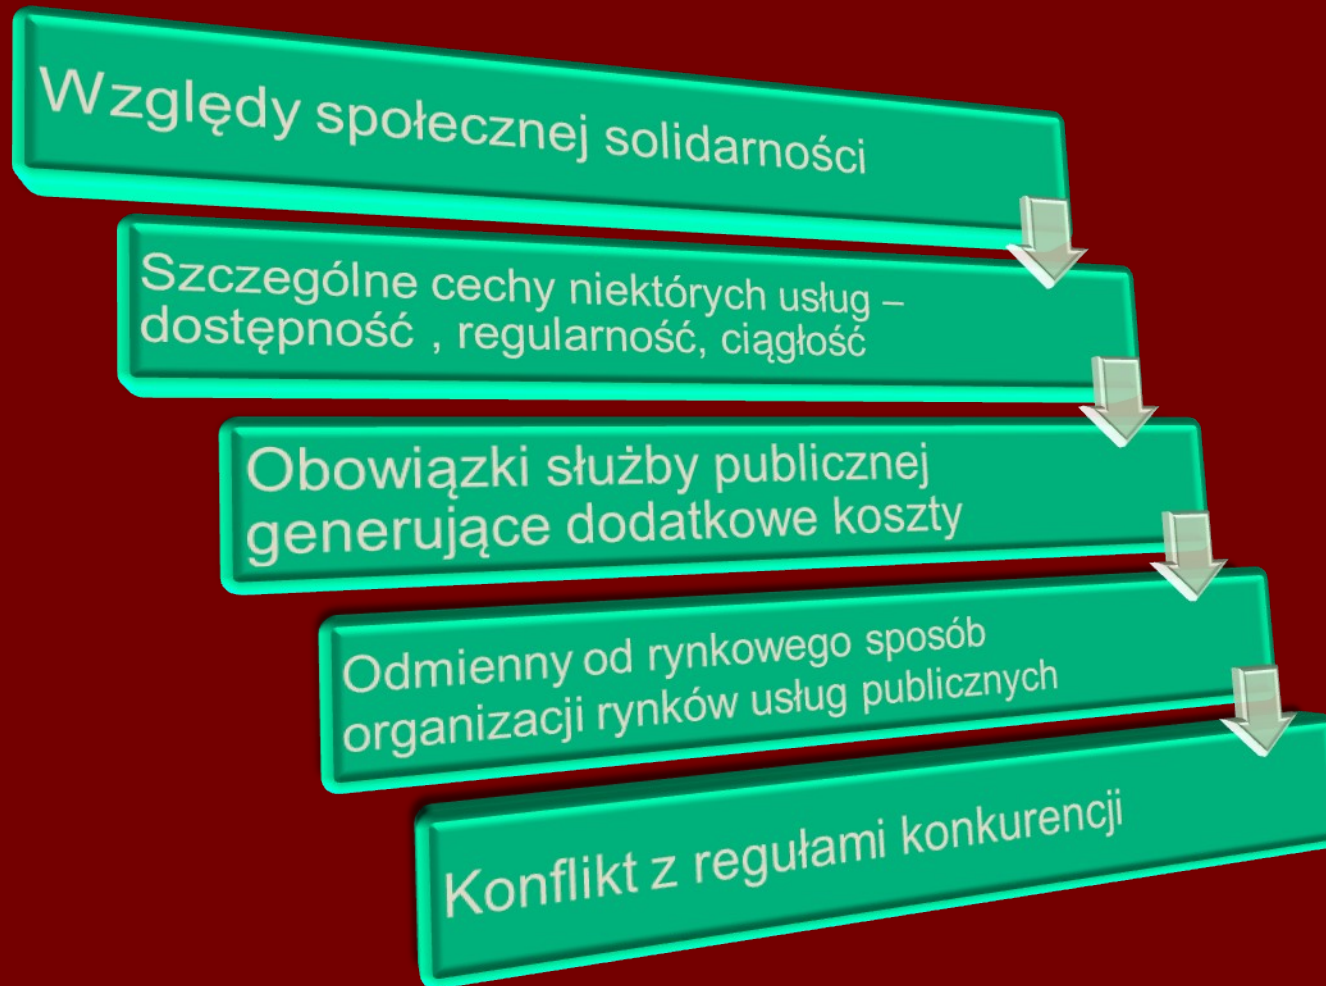 Względy społecznej solidarności
Szczególne cechy niektórych usług –
dostępność , regularność, ciągłość
Obowiązki służby publicznej
generujące dodatkowe koszty
Odmienny od rynkowego sposób
organizacji rynków usług publicznych
Konflikt z regułami konkurencji